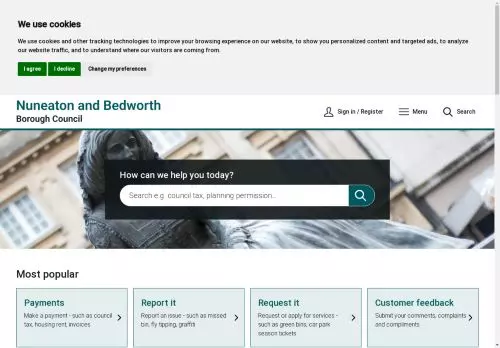 We use cookies
We use cookies and other tracking technologies to improve your browsing experience on our website, to show you personalized content and targeted ads, to analyze
our website traffic, and to understand where our visitors are coming from.
I agree
I decline
Change my preferences
Nuneaton and Bedworth
Borough Council
Sign in / Register
Menu
Search
How can we help you today?
Search e.g. council tax, planning permission...
Most popular
Payments
Make a payment - such as council
tax, housing rent, invoices
Report it
Report an issue - such as missed
bin, fly tipping, graffiti
Request it
Request or apply for services -
such as green bins, car park
season tickets
Customer feedback
Submit your comments, complaints
and compliments